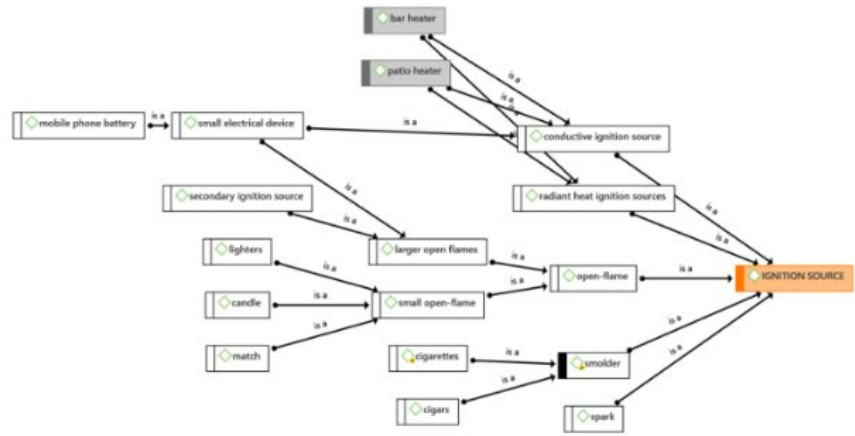 bar heater
is a
patio heater
is a
is a
mobile phone battery
is a
small electrical device
is a
conductive ignition source
is a
secondary ignition source
is a
radiant heat ignition sources
is a
is a
lighters
larger open flames
is a
is a
open-flame
is a
IGNITION SOURCE
candle
is a
small open-flame
is a
is a
match
is a
is a
cigarettes
is a
smolder
is a
cigars
is a
spark